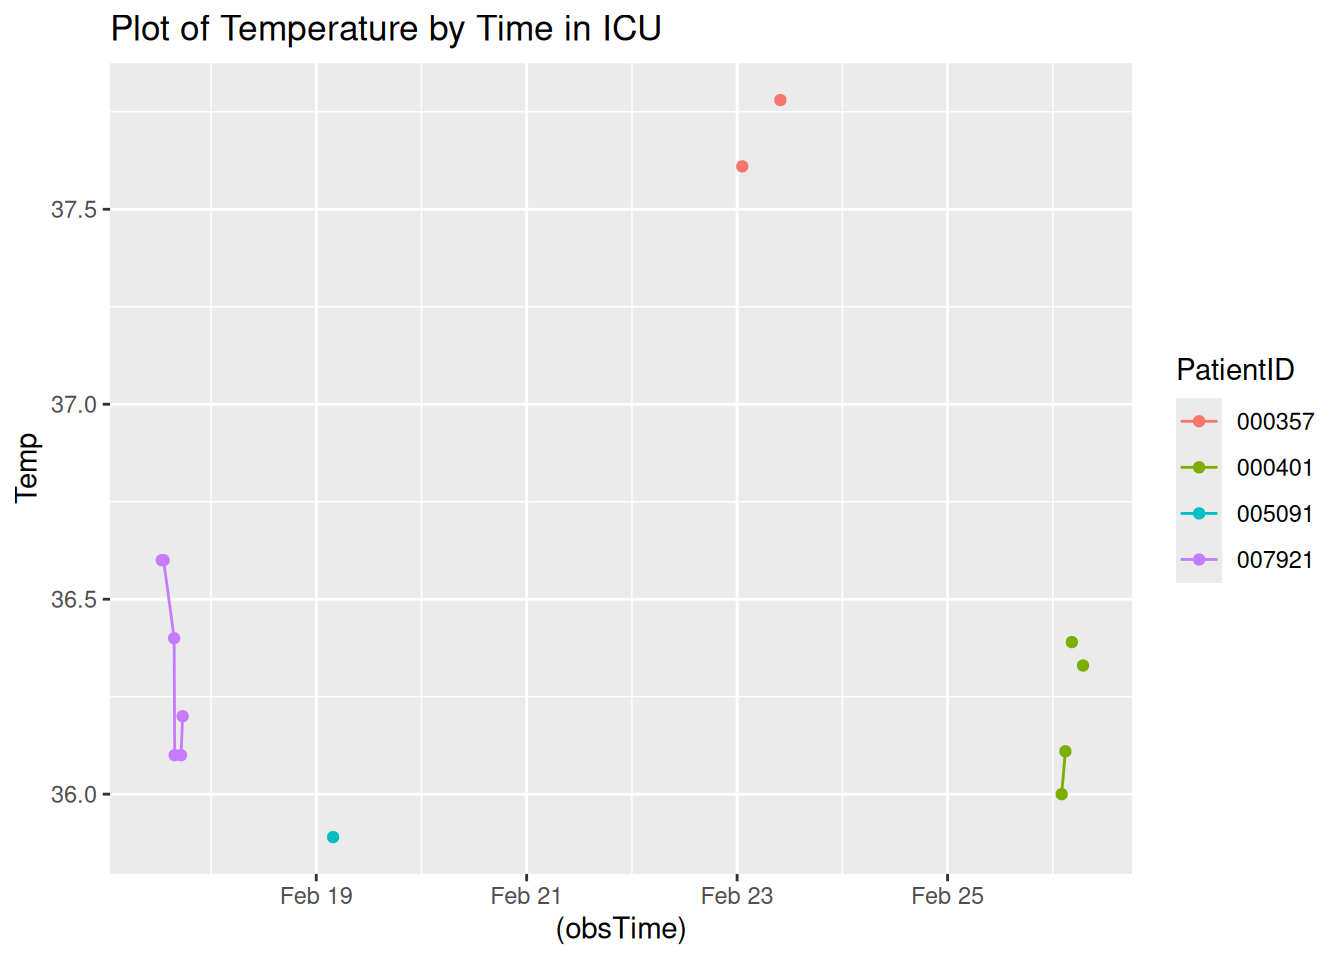 Plot of Temperature by Time in ICU
37.5
37.0
36.5
36.0
Temp
Feb 19 Feb 21 Feb 23 Feb 25
(obsTime)
PatientID
000357
000401
005091
007921